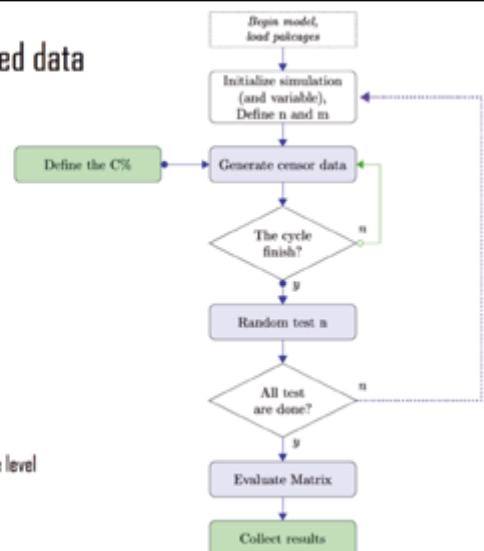 Begin model,
load pakcages
ed data
Initialize simulation
(and variable),
Define n and m
Define the C%
Generate censor data
The cycle
finish?
n
y
Random test n
All test
are done?
n
y
level
Evaluate Matrix
Collect results